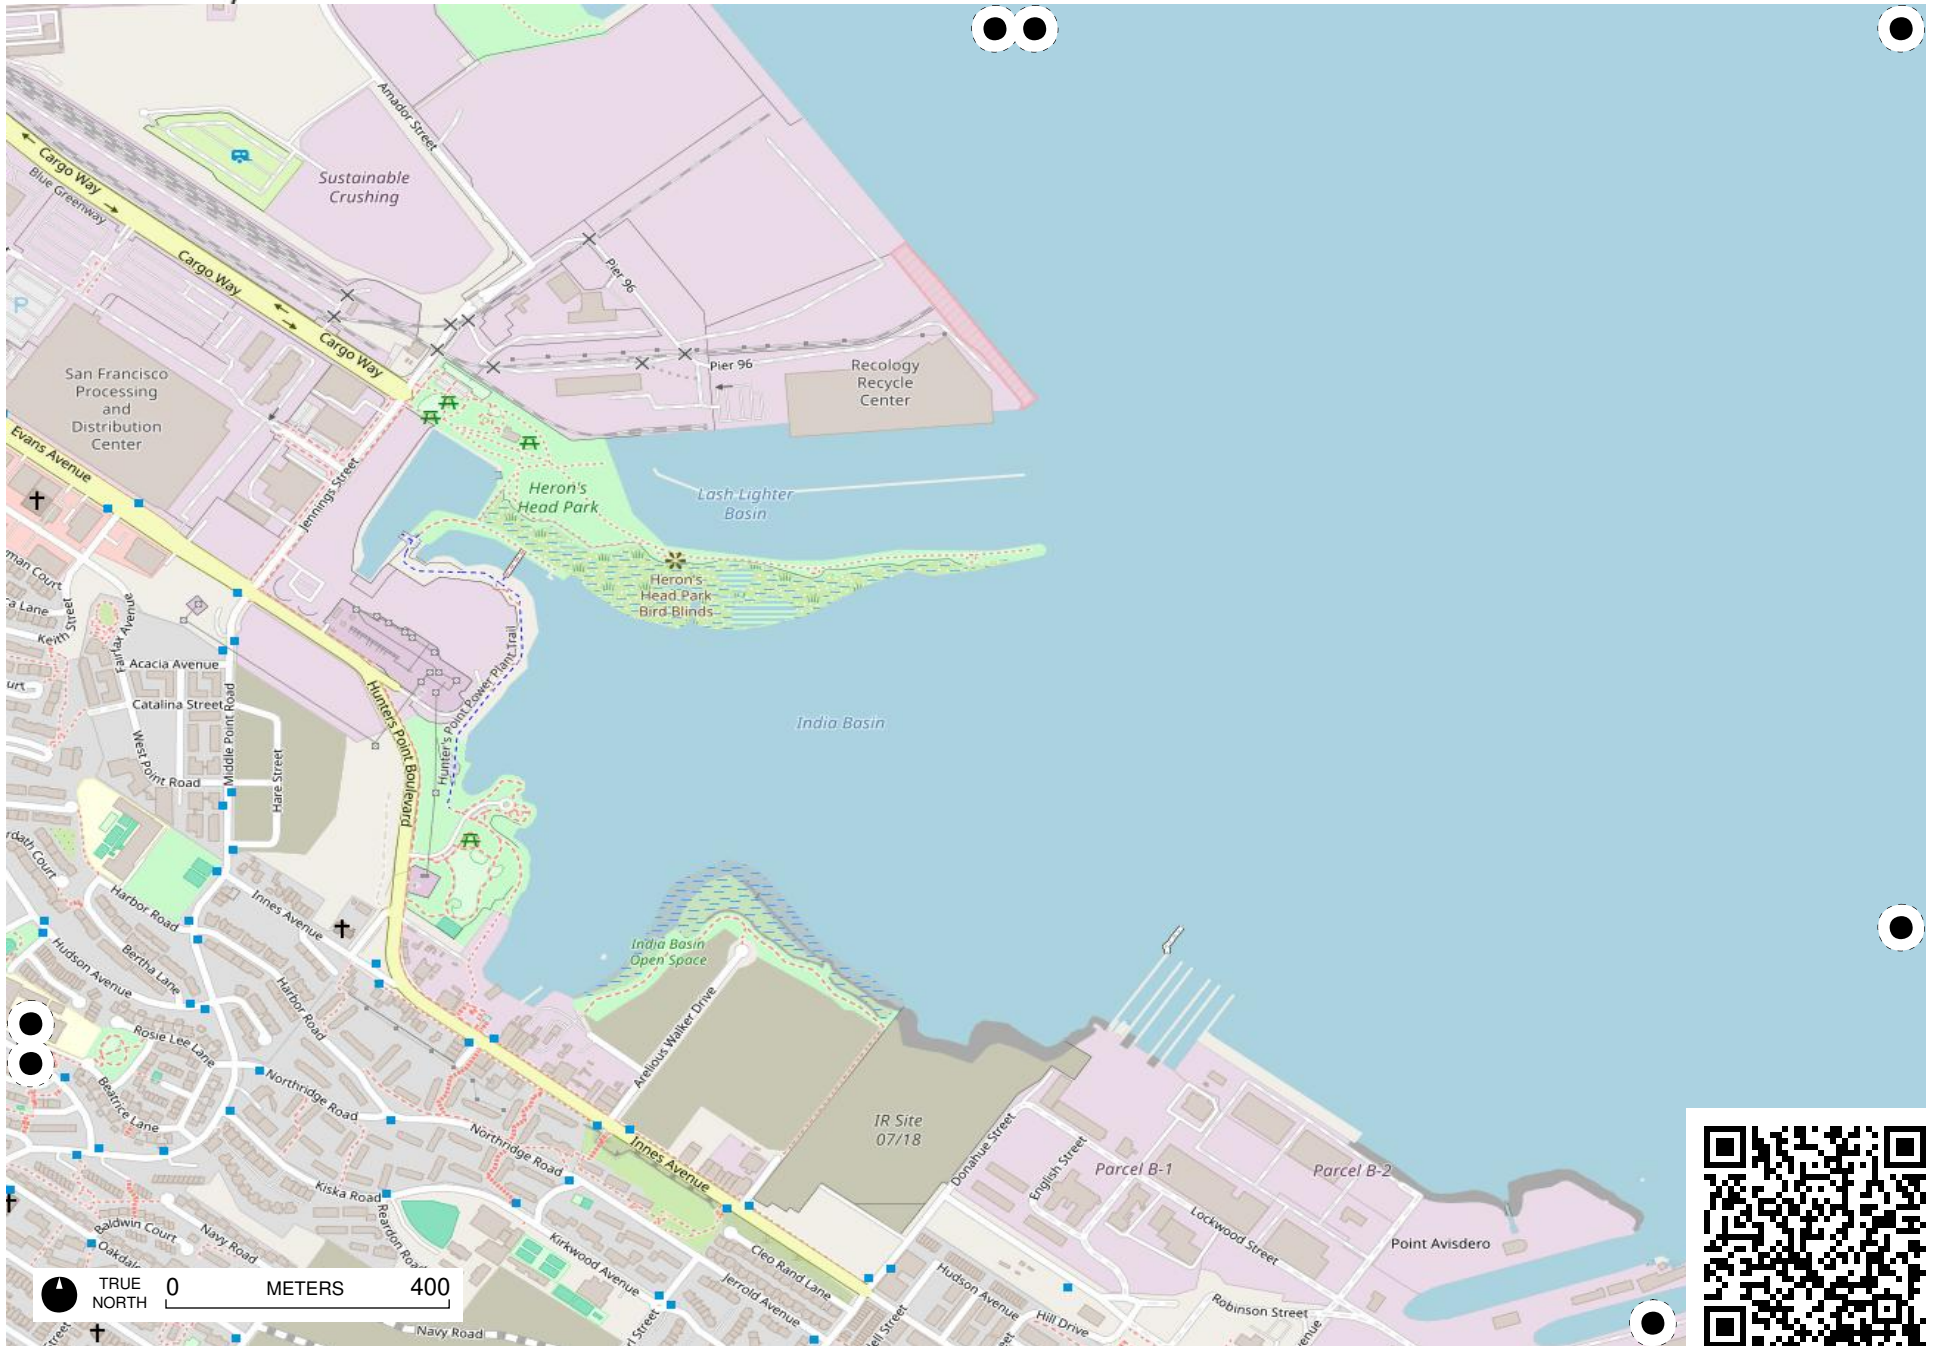 Amador Street
Sustainable
Crushing
Cargo Way
Blue Greenway
Cargo Way
Pier 96
P
Cargo Way
Pier 96
Recology
Recycle
Center
San Francisco
Processing
and
Distribution
Center
Evans Avenue
Jennings Street
Heron's
Head Park
Lash Lighter
Basin
Heron's
Head Park
Bird Blinds
Keith Street
Fairfax Avenue
Acacia Avenue
Catalina Street
Middle Point Road
West Point Road
Hare Street
Hunters Point Boulevard
Hunter's Point Power Plant Trail
India Basin
Harbor Road
Innes Avenue
Hudson Avenue
Bertha Lane
Harbor Road
Rosie Lee Lane
Beatrice Lane
Northridge Road
India Basin
Open Space
Arelious Walker Drive
IR Site
07/18
Northridge Road
Innes Avenue
Donahue Street
English Street
Parcel B-1
Parcel B-2
Kiska Road
Reardon Road
Baldwin Court
Navy Road
Kirkwood Avenue
Cleo Rand Lane
Jerrold Avenue
Lockwood Street
Point Avisdero
Hudson Avenue
Hill Drive
Robinson Street
Navy Road
TRUE
NORTH
0 METERS 400